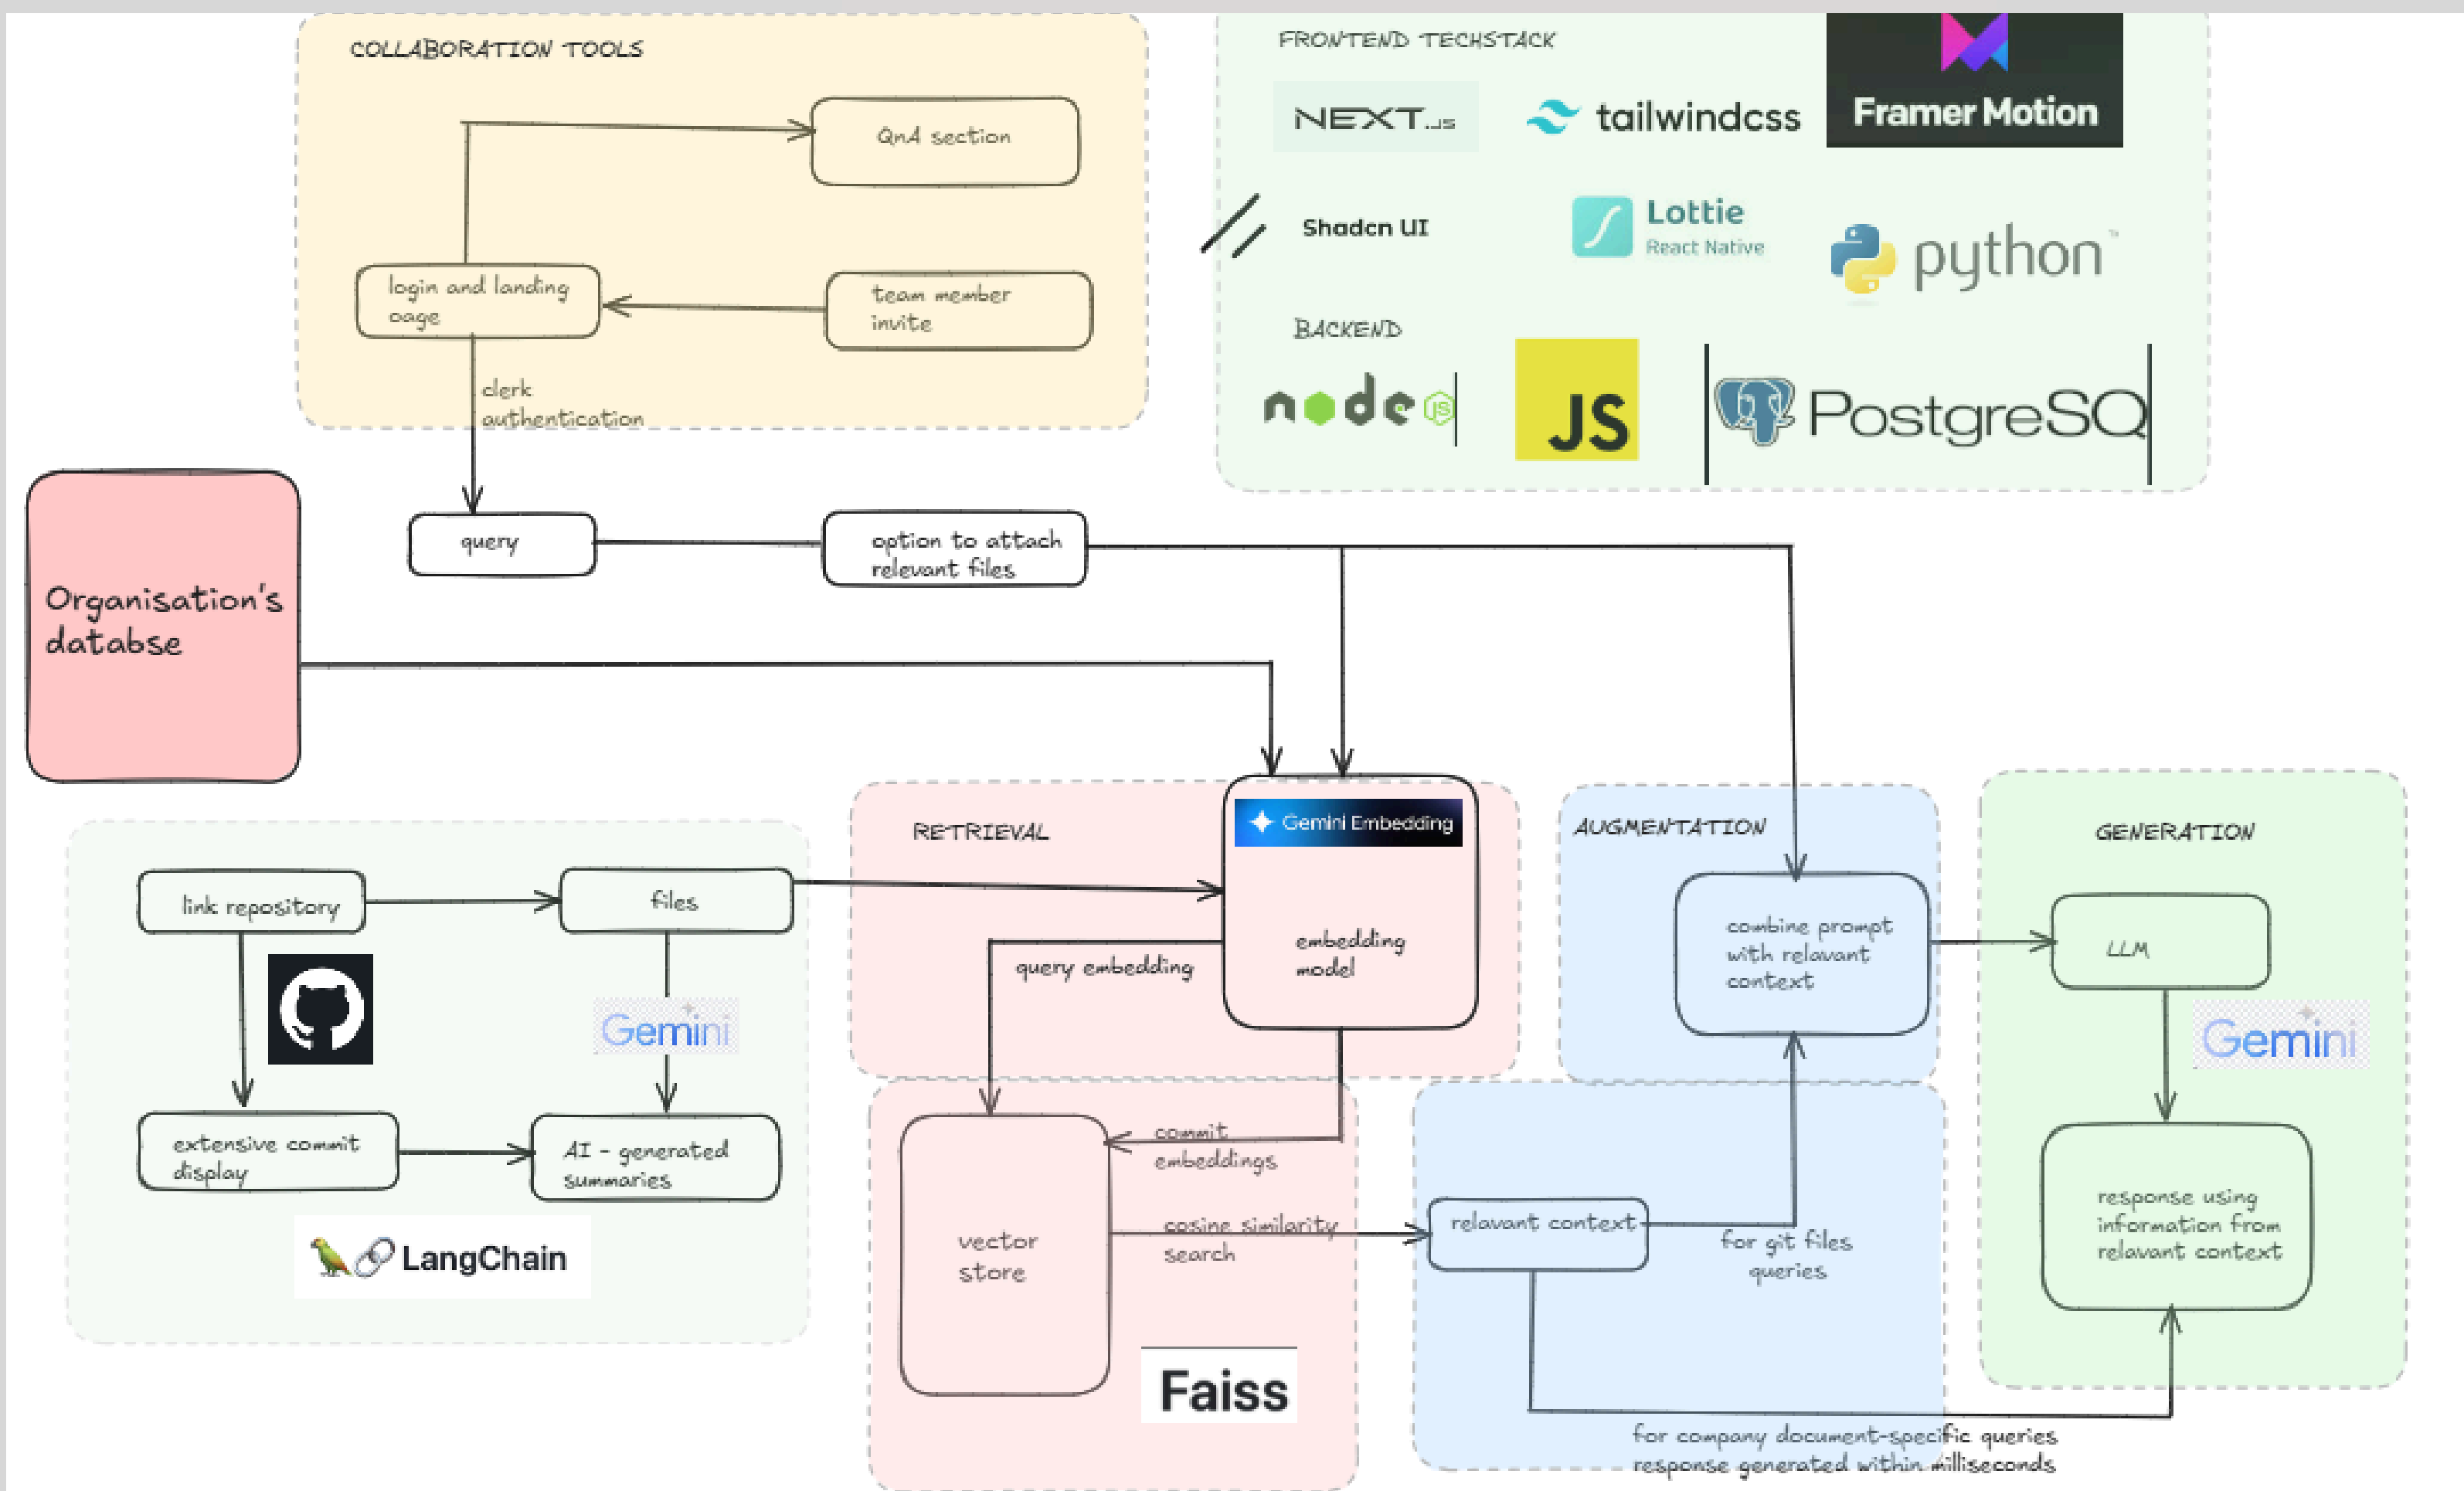 COLLABORATION TOOLS
QnA section
login and landing
oage
team member
invite
clerk
authentication
FRONTEND TECHSTACK
NEXT.JS
tailwindcss
Framer Motion
Shadcn UI
Lottie
React Native
python
BACKEND
node
JS
JS
PostgreSQ
query
option to attach
relevant files
Organisation's
databse
link repository
files
Gemini
extensive commit
display
AI - generated
summaries
LangChain
RETRIEVAL
Gemini Embedding
embedding
model
query embedding
commit
embeddings
vector
store
cosine similarity
search
Faiss
AUGMENTATION
combine prompt
with relavant
context
relavant context
for git files
queries
GENERATION
LLM
Gemini
response using
information from
relavant context
for company document-specific queries
response generated within milliseconds